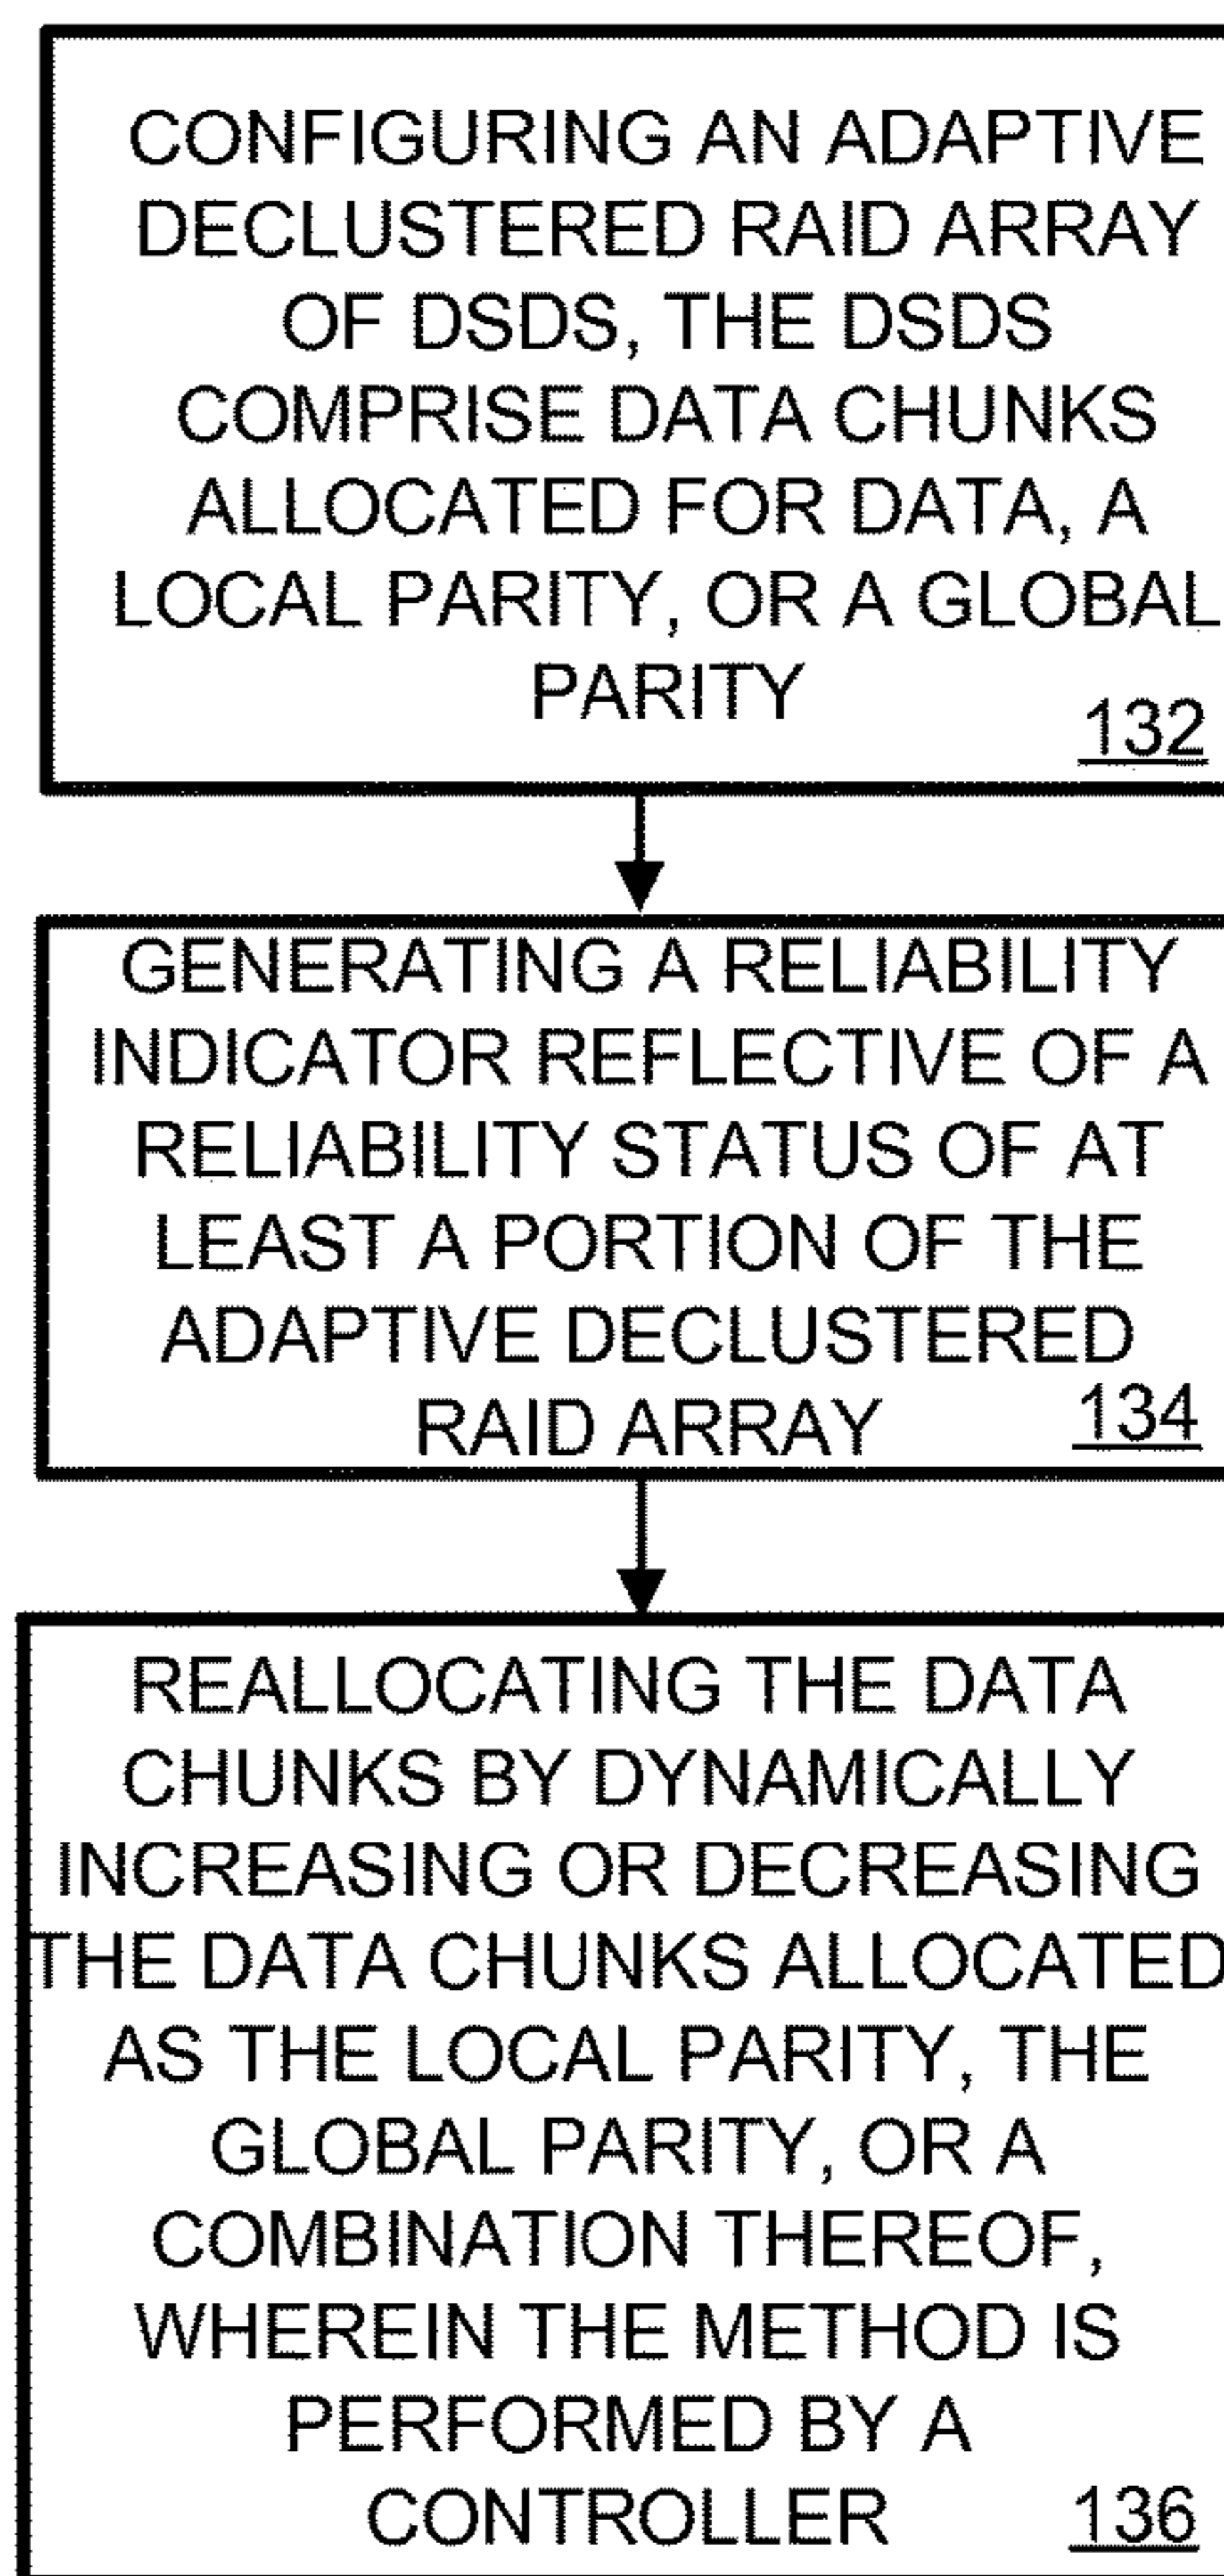 CONFIGURING AN ADAPTIVE
DECLUSTERED RAID ARRAY
OF DSDS, THE DSDS
COMPRISE DATA CHUNKS
ALLOCATED FOR DATA, A
LOCAL PARITY, OR A GLOBAL
PARITY
132
GENERATING A RELIABILITY
INDICATOR REFLECTIVE OF A
RELIABILITY STATUS OF AT
LEAST A PORTION OF THE
ADAPTIVE DECLUSTERED
RAID ARRAY
134
REALLOCATING THE DATA
CHUNKS BY DYNAMICALLY
INCREASING OR DECREASING
THE DATA CHUNKS ALLOCATED
AS THE LOCAL PARITY, THE
GLOBAL PARITY, OR A
COMBINATION THEREOF,
WHEREIN THE METHOD IS
PERFORMED BY A
CONTROLLER
136